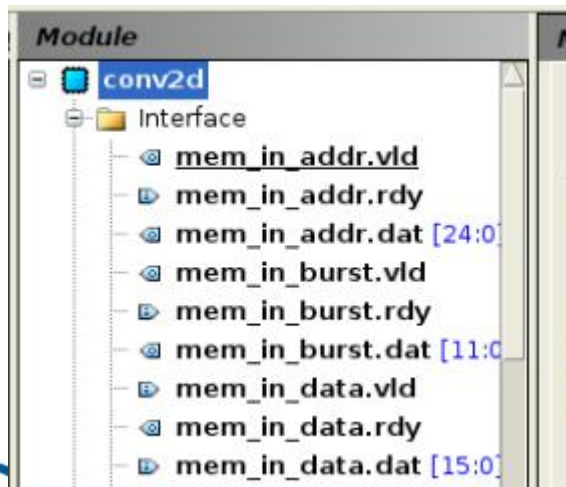 Module
conv2d
Interface
mem_in_addr.vld
mem_in_addr.rdy
mem_in_addr.dat [24:0]
mem_in_burst.vld
mem_in_burst.rdy
mem_in_burst.dat [11:0
mem_in_data.vld
mem_in_data.rdy
mem_in_data.dat [15:0]